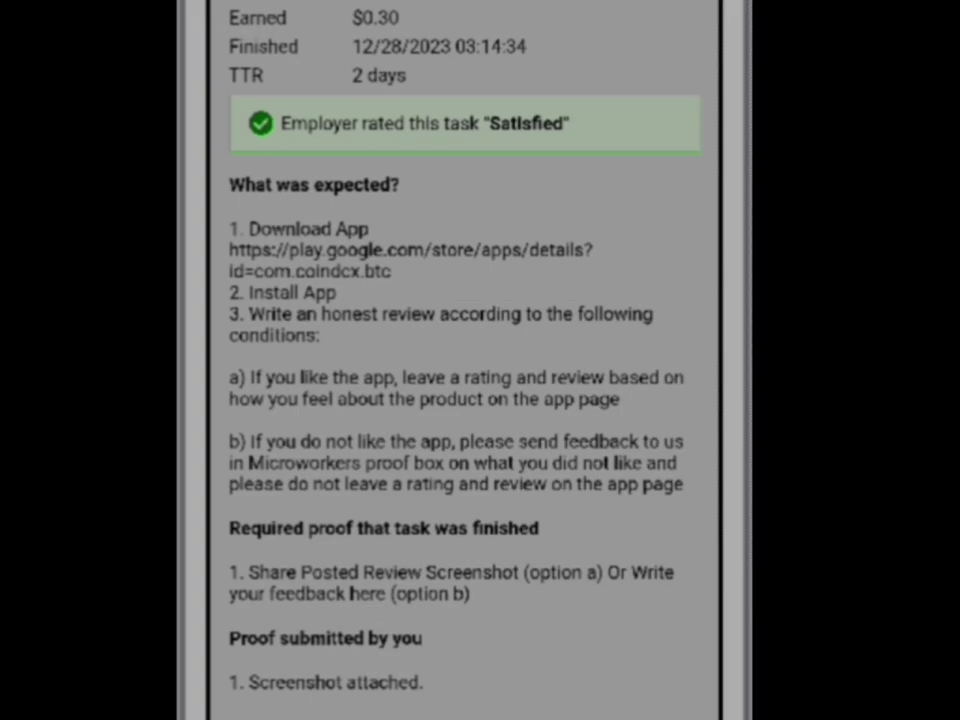 Earned $0.30
Finished 12/28/2023 03:14:34
TTR 2 days
Employer rated this task "Satisfied"
What was expected?
1. Download App
https://play.google.com/store/apps/details?
id=com.coindcx.btc
2. Install App
3. Write an honest review according to the following
conditions:
a) If you like the app, leave a rating and review based on
how you feel about the product on the app page
b) If you do not like the app, please send feedback to us
in Microworkers proof box on what you did not like and
please do not leave a rating and review on the app page
Required proof that task was finished
1. Share Posted Review Screenshot (option a) Or Write
your feedback here (option b)
Proof submitted by you
1. Screenshot attached.